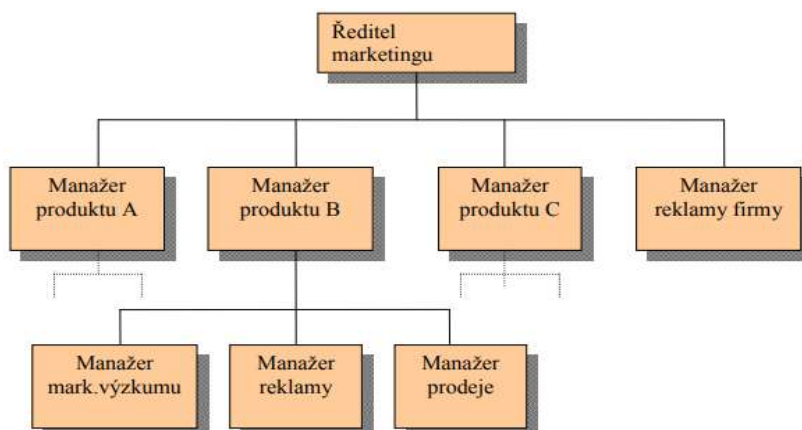 Ředitel
marketingu
Manažer
produktu A
Manažer
produktu B
Manažer
produktu C
Manažer
reklamy firmy
Manažer
mark.výzkumu
Manažer
reklamy
Manažer
prodeje